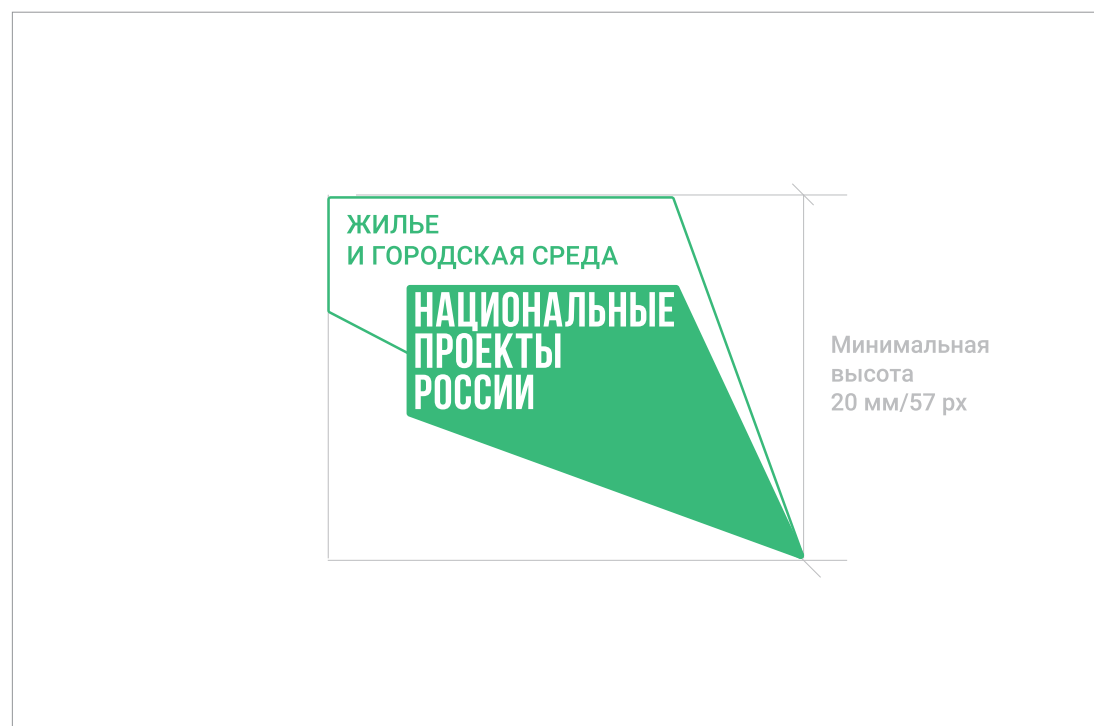 ЖИЛЬЕ
И ГОРОДСКАЯ СРЕДА
НАЦИОНАЛЬНЫЕ
ПРОЕКТЫ
РОССИИ
Минимальная
высота
20 мм/57 px